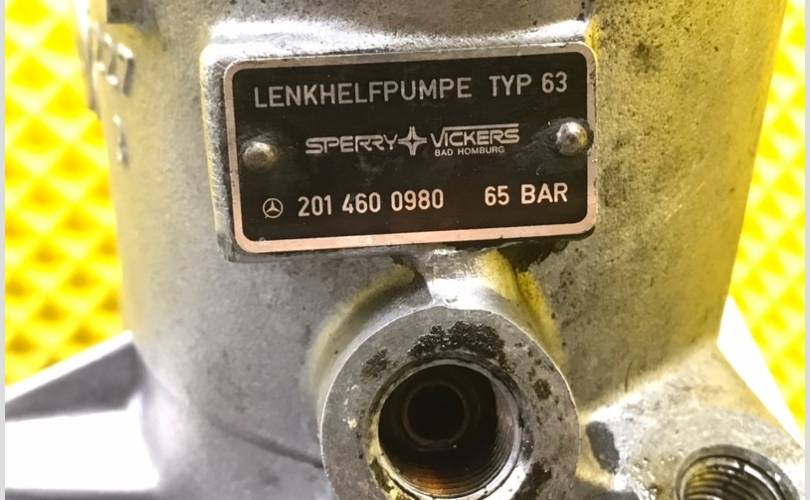 LENKHELFPUMPE TYP 63
SPERRY VICKERS
BAD HOMBURG
201 460 0980 65 BAR